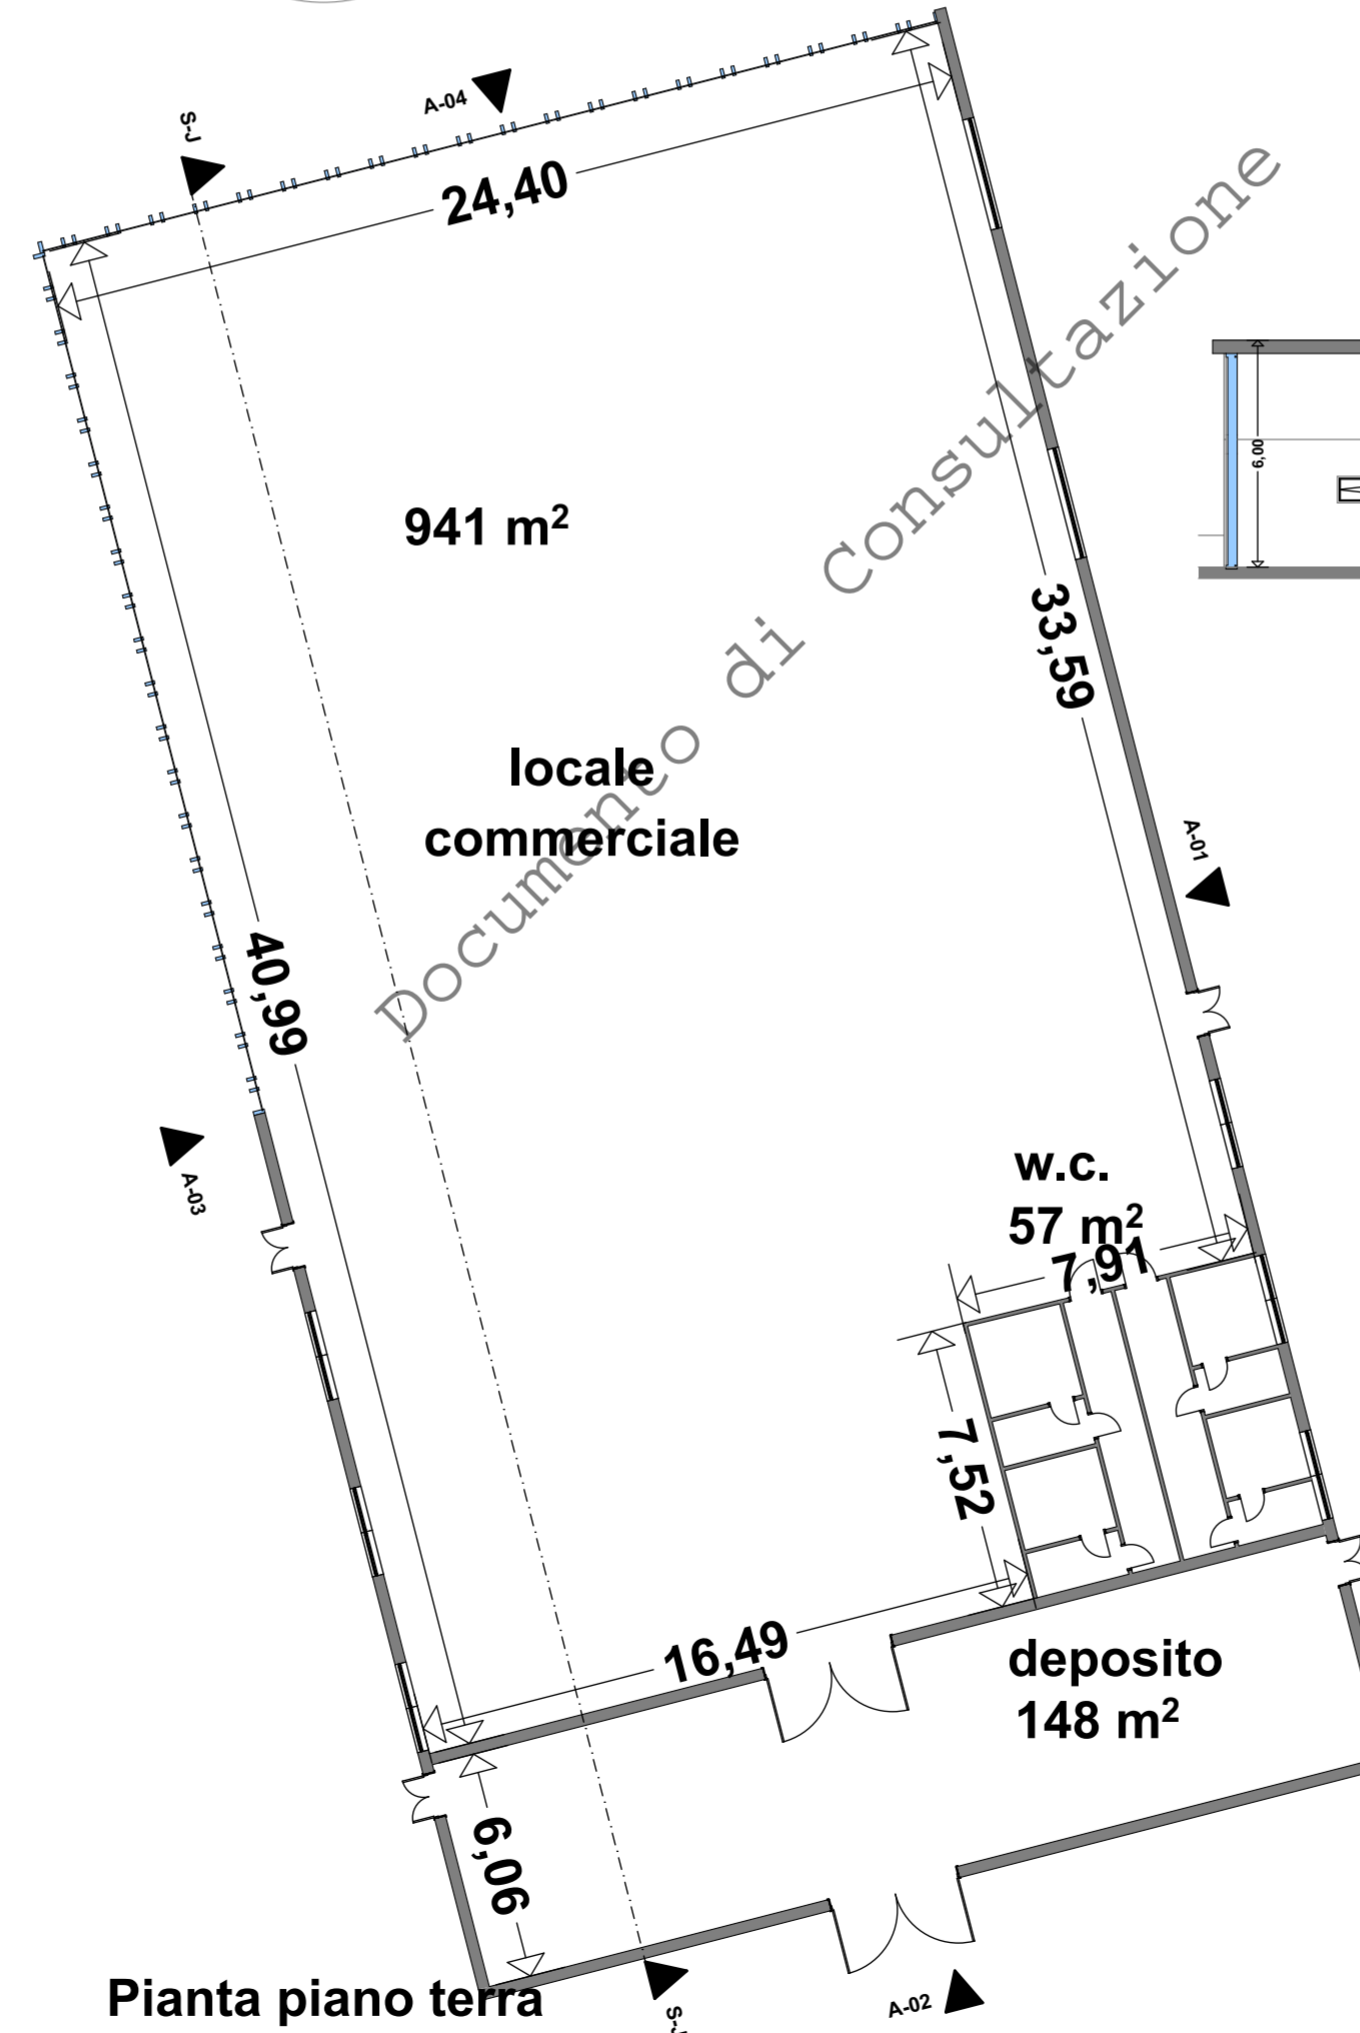 S-J
A-04
24,40
6,00
941 m²
33,59
locale
commerciale
A-01
40,99
w.c.
57 m²
7,91
A-03
7,52
16,49
deposito
148 m²
6,06
Pianta piano terra
A-02
Documento di Consultazione